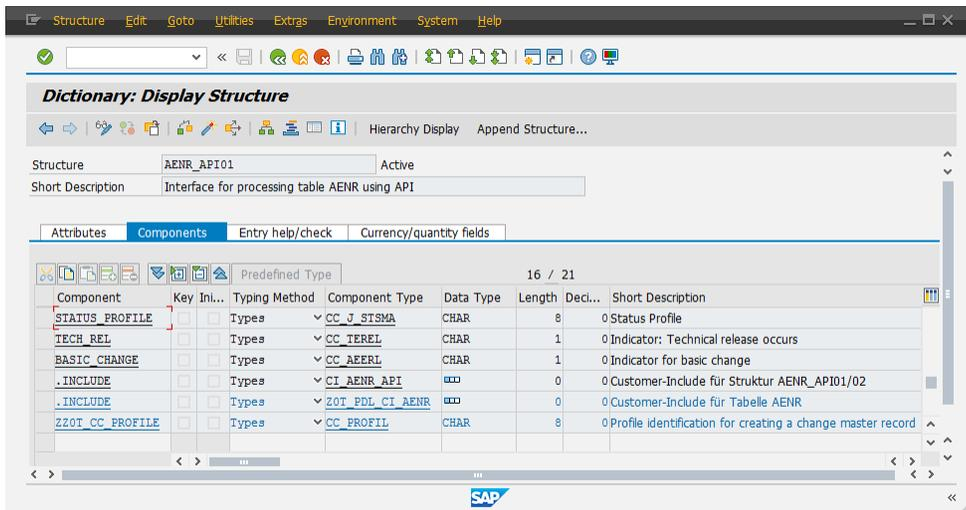 Structure Edit Goto Utilities Extras Environment System Help
Dictionary: Display Structure
Hierarchy Display Append Structure...
Structure AENR_API01 Active
Short Description Interface for processing table AENR using API
Attributes Components Entry help/check Currency/quantity fields
Predefined Type 16 / 21
Component Key Ini... Typing Method Component Type Data Type Length Deci... Short Description
STATUS_PROFILE Types CC_J_STSMA CHAR 8 0 Status Profile
TECH_REL Types CC_TEREL CHAR 1 0 Indicator: Technical release occurs
BASIC_CHANGE Types CC_AEERL CHAR 1 0 Indicator for basic change
.INCLUDE Types CI_AENR_API 0 0 Customer-Include für Struktur AENR_API01/02
.INCLUDE Types ZOT_PDL_CI_AENR 0 0 Customer-Include für Tabelle AENR
ZZOT_CC_PROFILE Types CC_PROFIL CHAR 8 0 Profile identification for creating a change master record
SAP